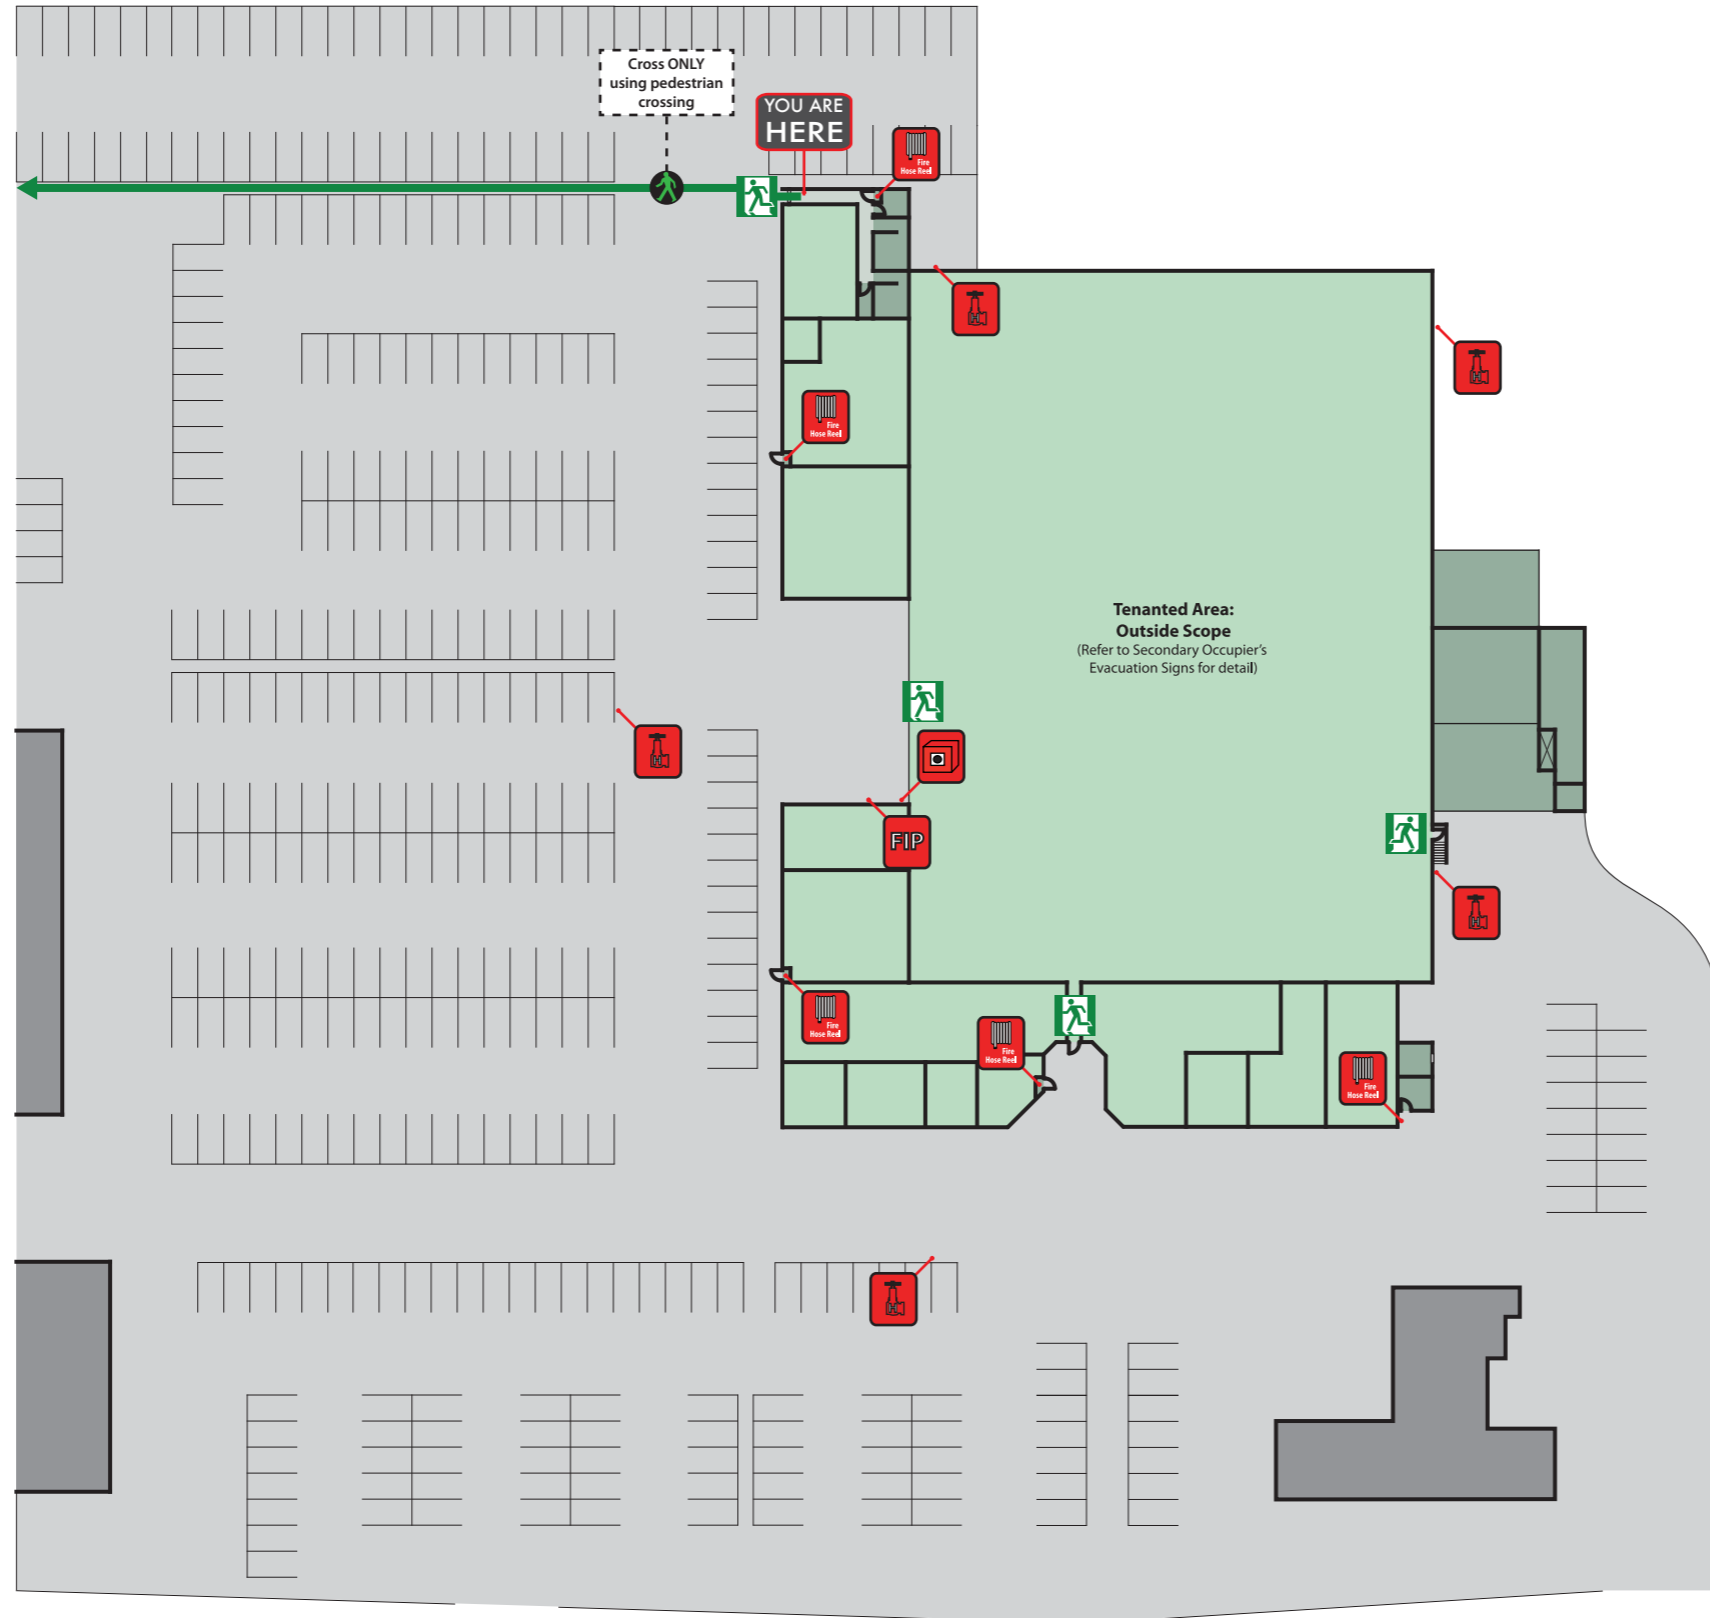 Cross ONLY
using pedestrian
crossing
YOU ARE
HERE
Fire
Hose Reel
Fire
Hose Reel
Tenanted Area:
Outside Scope
(Refer to Secondary Occupier's
Evacuation Signs for detail)
FIP
Fire
Hose Reel
Fire
Hose Reel
Fire
Hose Reel